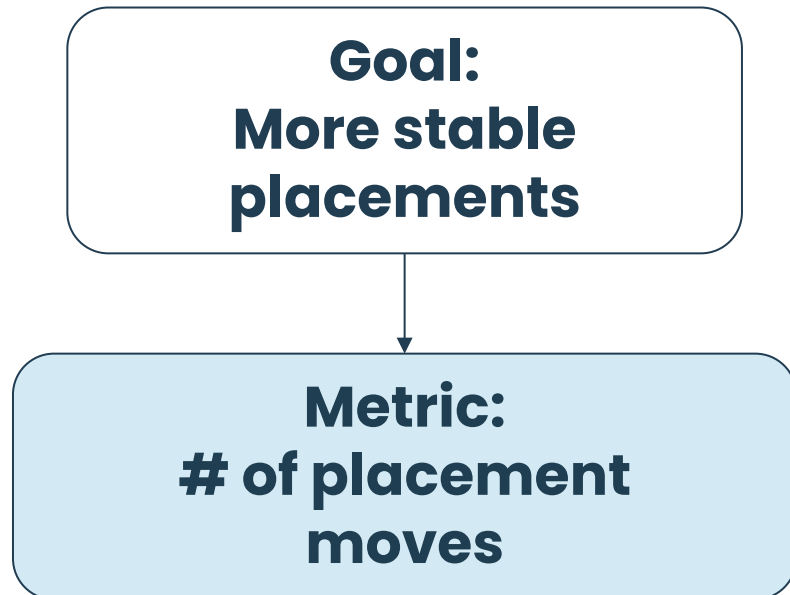 Goal:
More stable
placements
Metric:
# of placement
moves